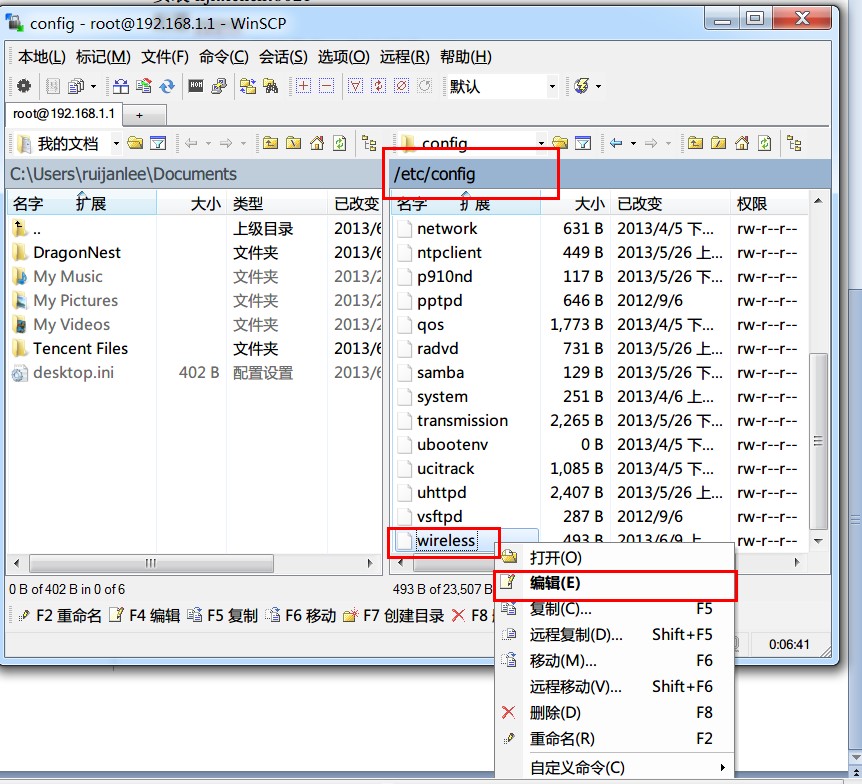 config - root@192.168.1.1 - WinSCP
本地(L) 标记(M) 文件(F) 命令(C) 会话(S) 选项(O) 远程(R) 帮助(H)
默认
root@192.168.1.1 +
我的文档
config
C:\Users\ruijanlee\Documents
/etc/config
名字 扩展 大小 类型 已改变
.. 上级目录 2013/6
DragonNest 文件夹 2013/6
My Music 文件夹 2013/2
My Pictures 文件夹 2013/2
My Videos 文件夹 2013/2
Tencent Files 文件夹 2013/6
desktop.ini 402 B 配置设置 2013/6
名字 扩展 大小 已改变 权限
network 631 B 2013/4/5 下... rw-r--r--
ntpclient 449 B 2013/5/26 上... rw-r--r--
p910nd 117 B 2013/5/26 下... rw-r--r--
pptpd 646 B 2012/9/6 rw-r--r--
qos 1,773 B 2013/4/5 下... rw-r--r--
radvd 731 B 2013/5/26 下... rw-r--r--
samba 129 B 2013/5/26 下... rw-r--r--
system 251 B 2013/4/6 上... rw-r--r--
transmission 2,265 B 2013/5/26 下... rw-r--r--
ubootenv 0 B 2013/4/5 下... rw-r--r--
ucitrack 1,085 B 2013/4/5 下... rw-r--r--
uhttpd 2,407 B 2013/5/26 上... rw-r--r--
vsftpd 287 B 2012/9/6 rw-r--r--
wireless 493 B 2013/6/9 上... rw-r--r--
0 B of 402 B in 0 of 6
493 B of 23,507 B
F2 重命名 F4 编辑 F5 复制 F6 移动 F7 创建目录 F8
0:06:41
打开(O)
编辑(E)
复制(C)... F5
远程复制(D)... Shift+F5
移动(M)... F6
远程移动(V)... Shift+F6
删除(D) F8
重命名(R) F2
自定义命令(C)